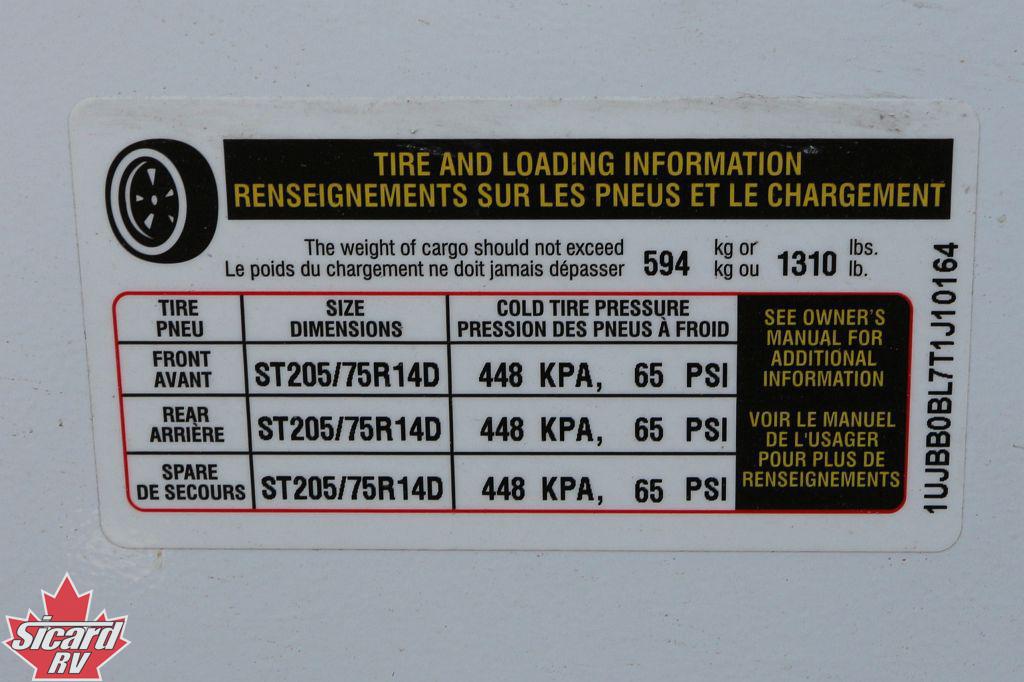 TIRE AND LOADING INFORMATION
RENSEIGNEMENTS SUR LES PNEUS ET LE CHARGEMENT
The weight of cargo should not exceed 594 kg or 1310 lbs.
Le poids du chargement ne doit jamais dépasser kg ou lb.
TIRE SIZE COLD TIRE PRESSURE
PNEU DIMENSIONS PRESSION DES PNEUS À FROID
FRONT
AVANT ST205/75R14D 448 KPA, 65 PSI
REAR
ARRIÈRE ST205/75R14D 448 KPA, 65 PSI
SPARE
DE SECOURS ST205/75R14D 448 KPA, 65 PSI
SEE OWNER'S
MANUAL FOR
ADDITIONAL
INFORMATION
VOIR LE MANUEL
DE L'USAGER
POUR PLUS DE
RENSEIGNEMENTS
1UJBB0BL7T1J10164
Sicard
RV